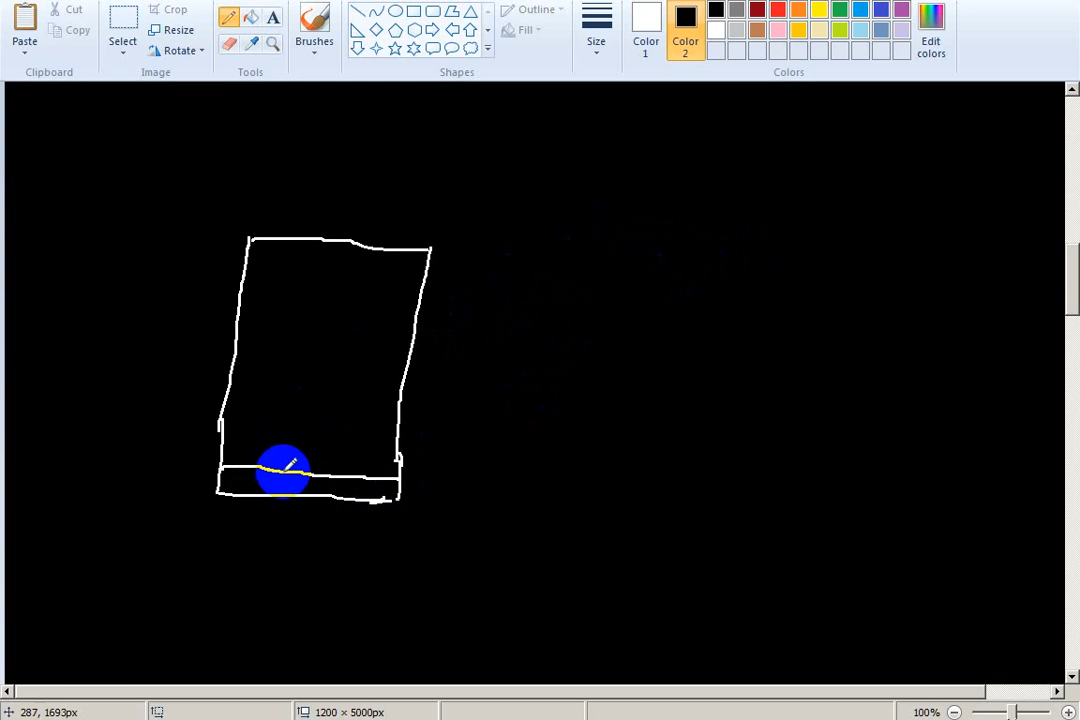 Cut
Copy
Paste
Clipboard
Crop
Resize
Rotate
Select
Image
A
Tools
Brushes
Outline
Fill
Shapes
Size
Color 1
Color 2
Edit colors
Colors
287, 1693px
1200 × 5000px
100%